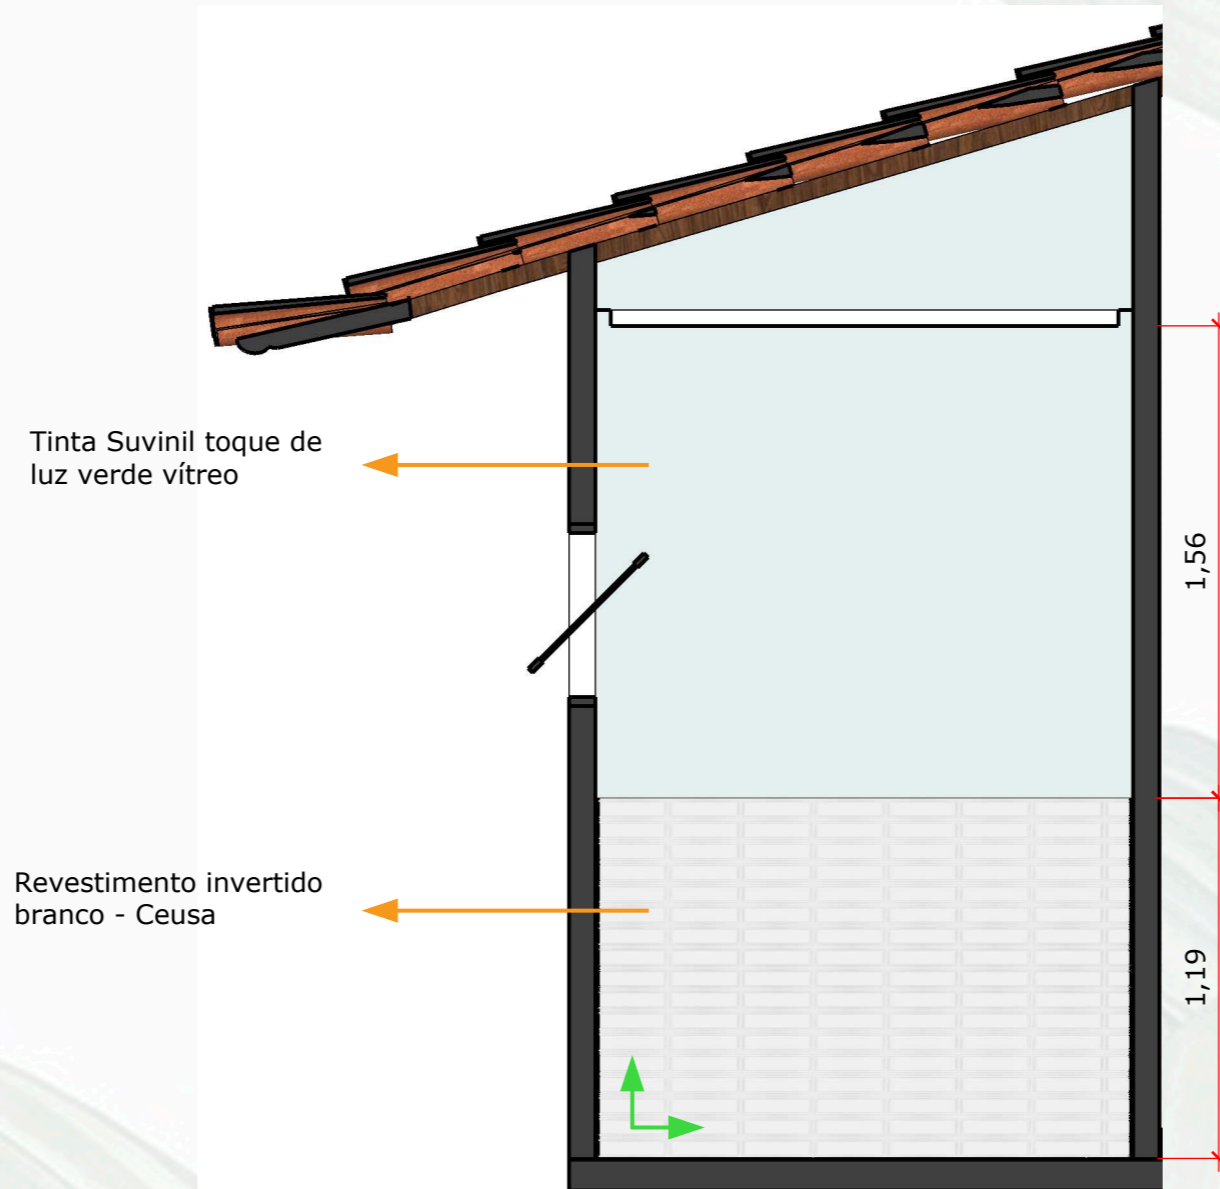 Tinta Suvinil toque de
luz verde vítreo
1,56
Revestimento invertido
branco - Ceusa
1,19